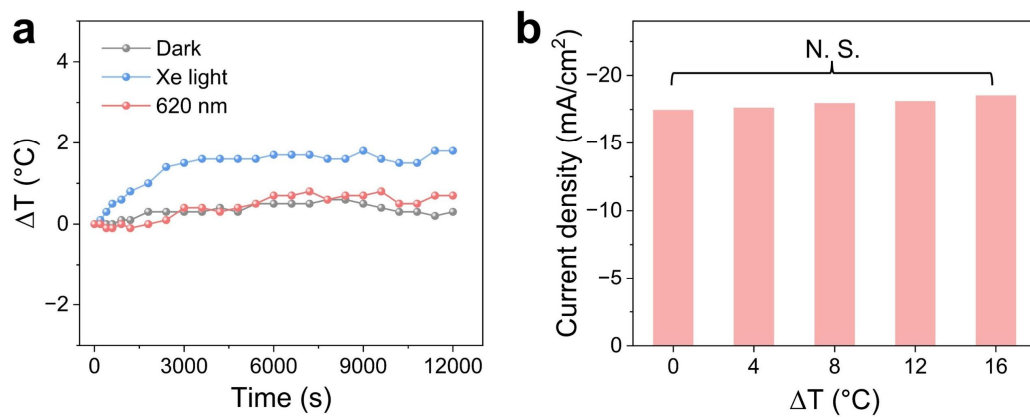 a
Dark
Xe light
620 nm
4
2
0
−2
ΔT (°C)
0
3000
6000
9000
12000
Time (s)
b
N. S.
−20
−15
−10
−5
0
Current density (mA/cm²)
0
4
8
12
16
ΔT (°C)